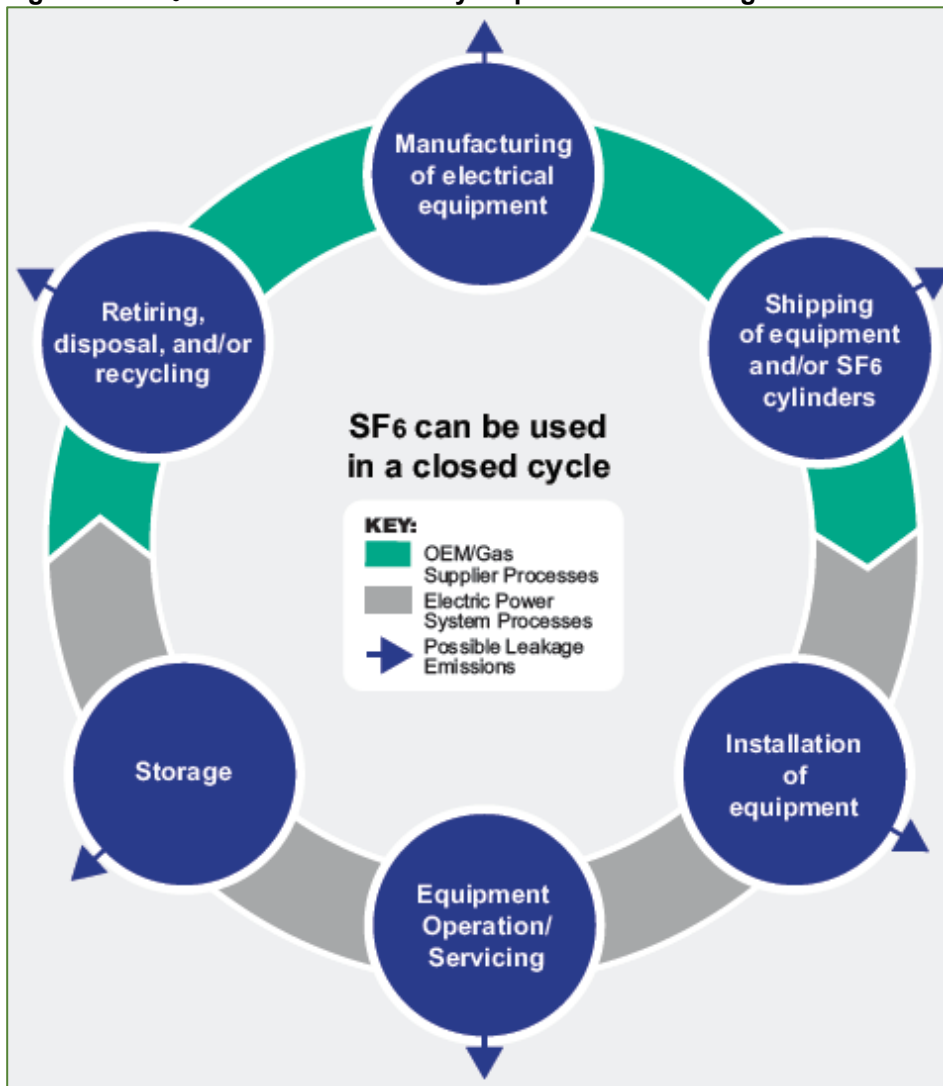 Manufacturing
of electrical
equipment
Shipping
of equipment
and/or SF6
cylinders
Retiring,
disposal, and/or
recycling
SF6 can be used
in a closed cycle
KEY:
OEM/Gas
Supplier Processes
Electric Power
System Processes
Possible Leakage
Emissions
Installation
of
equipment
Storage
Equipment
Operation/
Servicing